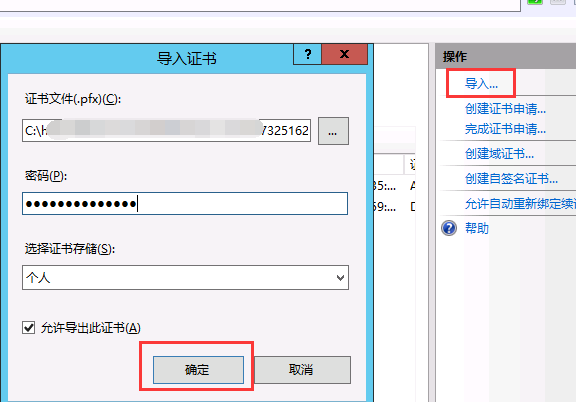 导入证书
?
x
证书文件(.pfx)(C):
C:\
7325162
...
密码(P):
●●●●●●●●●●●●●●
选择证书存储(S):
个人
允许导出此证书(A)
确定
取消
35:...
59:...
操作
导入...
创建证书申请...
完成证书申请...
创建域证书...
创建自签名证书...
允许自动重新绑定续
? 帮助